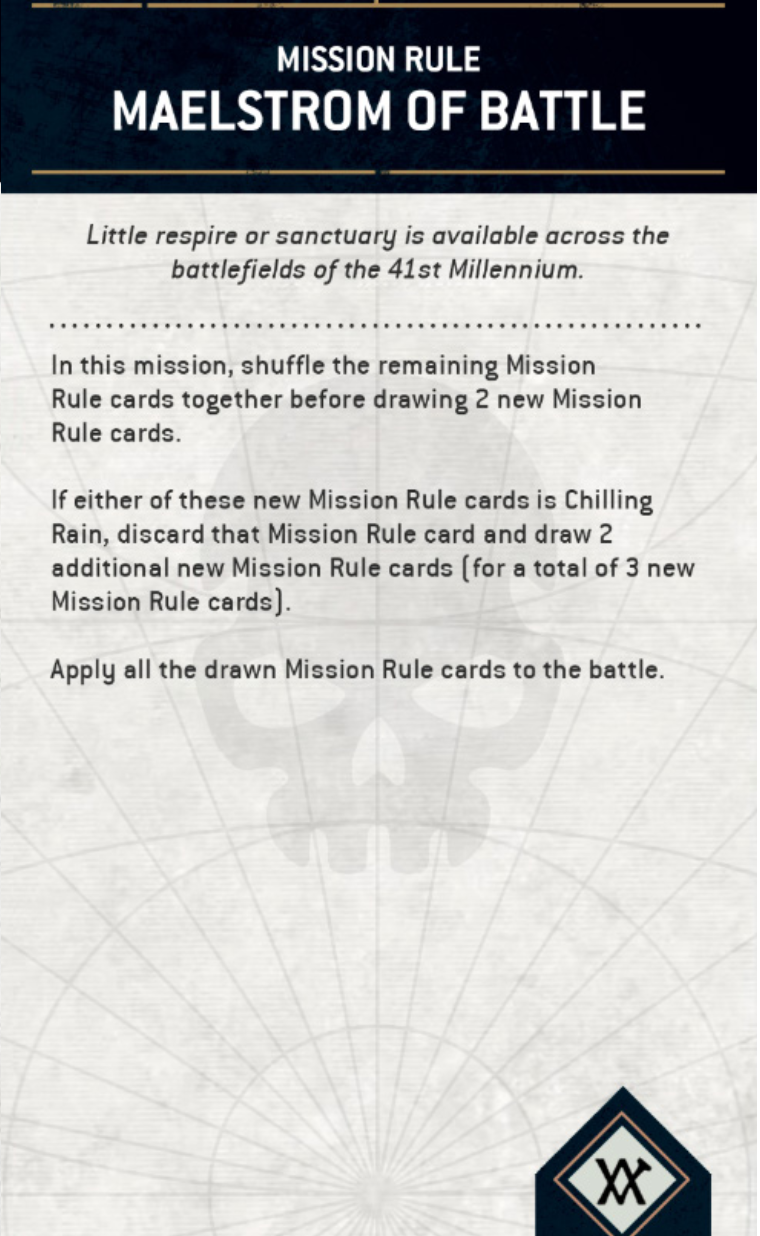 MISSION RULE
MAELSTROM OF BATTLE
Little respire or sanctuary is available across the
battlefields of the 41st Millennium.
In this mission, shuffle the remaining Mission
Rule cards together before drawing 2 new Mission
Rule cards.
If either of these new Mission Rule cards is Chilling
Rain, discard that Mission Rule card and draw 2
additional new Mission Rule cards (for a total of 3 new
Mission Rule cards).
Apply all the drawn Mission Rule cards to the battle.